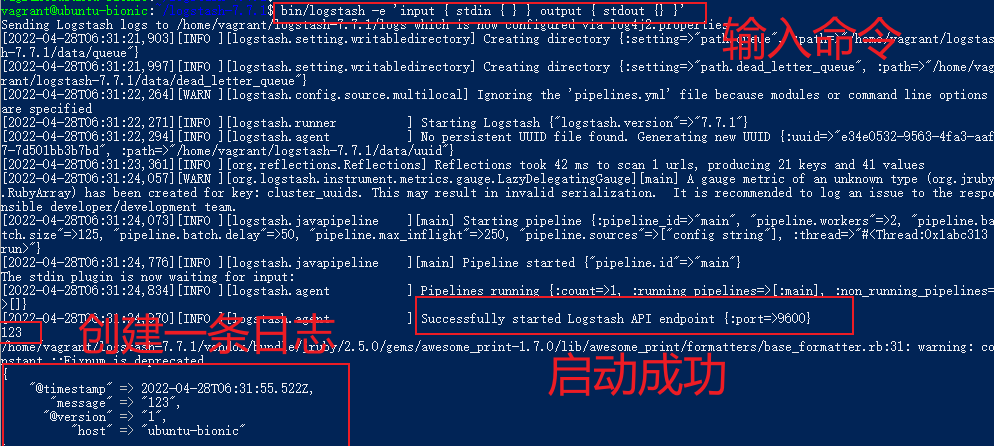 vagrant@ubuntu-bionic: $ bin/logstash -e 'input { stdin { } } output { stdout {} }'
Sending Logstash logs to /home/vagrant/logstash-7.7.1/logs which is now configured via log4j2.properties
输入命令
[2022-04-28T06:31:21,903][INFO ][logstash.setting.writabledirectory] Creating directory {:setting=>"path.queue", :path=>"/home/vagrant/logstas
h-7.7.1/data/queue"}
[2022-04-28T06:31:21,997][INFO ][logstash.setting.writabledirectory] Creating directory {:setting=>"path.dead_letter_queue", :path=>"/home/vag
rant/logstash-7.7.1/data/dead_letter_queue"}
[2022-04-28T06:31:22,264][WARN ][logstash.config.source.multilocal] Ignoring the 'pipelines.yml' file because modules or command line options
are specified
[2022-04-28T06:31:22,271][INFO ][logstash.runner          ] Starting Logstash {"logstash.version"=>"7.7.1"}
[2022-04-28T06:31:22,294][INFO ][logstash.agent           ] No persistent UUID file found. Generating new UUID {:uuid=>"e34e0532-9563-4fa3-aaf
7-7d501bb3b7bd", :path=>"/home/vagrant/logstash-7.7.1/data/uuid"}
[2022-04-28T06:31:23,361][INFO ][org.reflections.Reflections] Reflections took 42 ms to scan 1 urls, producing 21 keys and 41 values
[2022-04-28T06:31:24,057][WARN ][org.logstash.instrument.metrics.gauge.LazyDelegatingGauge][main] A gauge metric of an unknown type (org.jruby
.RubyArray) has been created for key: cluster_uuids. This may result in invalid serialization.  It is recommended to log an issue to the respo
nsible developer/development team.
[2022-04-28T06:31:24,073][INFO ][logstash.javapipeline    ][main] Starting pipeline {:pipeline_id=>"main", "pipeline.workers"=>2, "pipeline.ba
tch.size"=>125, "pipeline.batch.delay"=>50, "pipeline.max_inflight"=>250, "pipeline.sources"=>["config string"], :thread=>"#<Thread:0x1abc313
run>"}
[2022-04-28T06:31:24,776][INFO ][logstash.javapipeline    ][main] Pipeline started {"pipeline.id"=>"main"}
The stdin plugin is now waiting for input:
[2022-04-28T06:31:24,834][INFO ][logstash.agent           ] Pipelines running {:count=>1, :running_pipelines=>[:main], :non_running_pipelines=
>[]}
[2022-04-28T06:31:24,970][INFO ][logstash.agent           ] Successfully started Logstash API endpoint {:port=>9600}
123
创建一条日志
/home/vagrant/logstash-7.7.1/vendor/bundle/jruby/2.5.0/gems/awesome_print-1.7.0/lib/awesome_print/formatters/base_formatter.rb:31: warning: co
nstant ::Fixnum is deprecated
启动成功
{
"@timestamp" => 2022-04-28T06:31:55.522Z,
"message" => "123",
"@version" => "1",
"host" => "ubuntu-bionic"